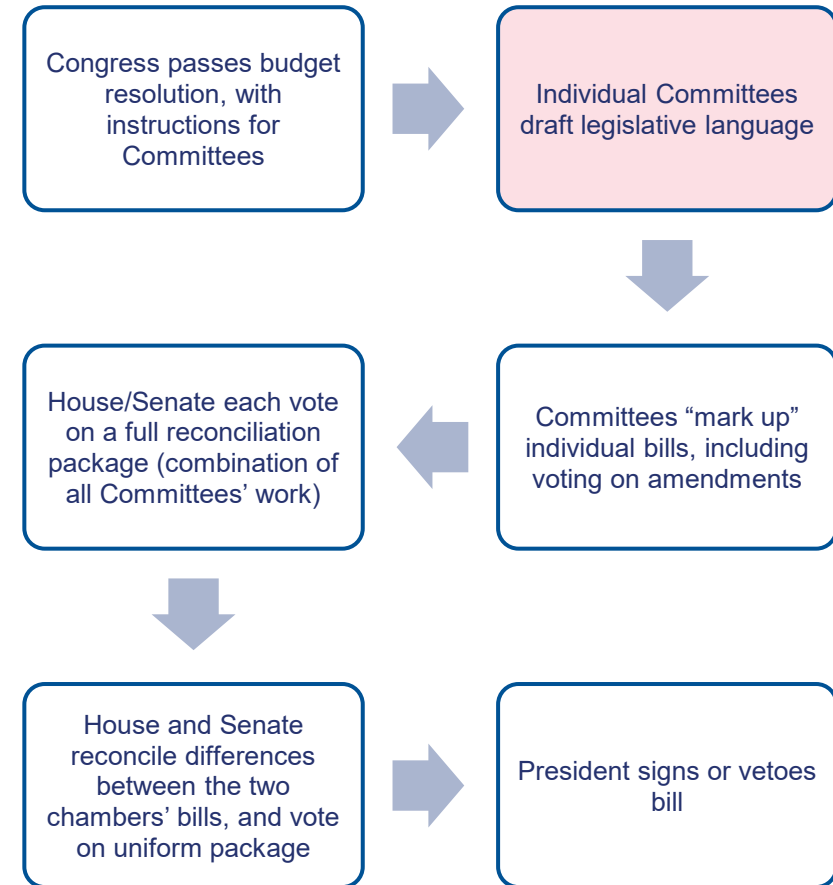 Congress passes budget
resolution, with
instructions for
Committees
Individual Committees
draft legislative language
Committees “mark up”
individual bills, including
voting on amendments
House/Senate each vote
on a full reconciliation
package (combination of
all Committees’ work)
House and Senate
reconcile differences
between the two
chambers’ bills, and vote
on uniform package
President signs or vetoes
bill